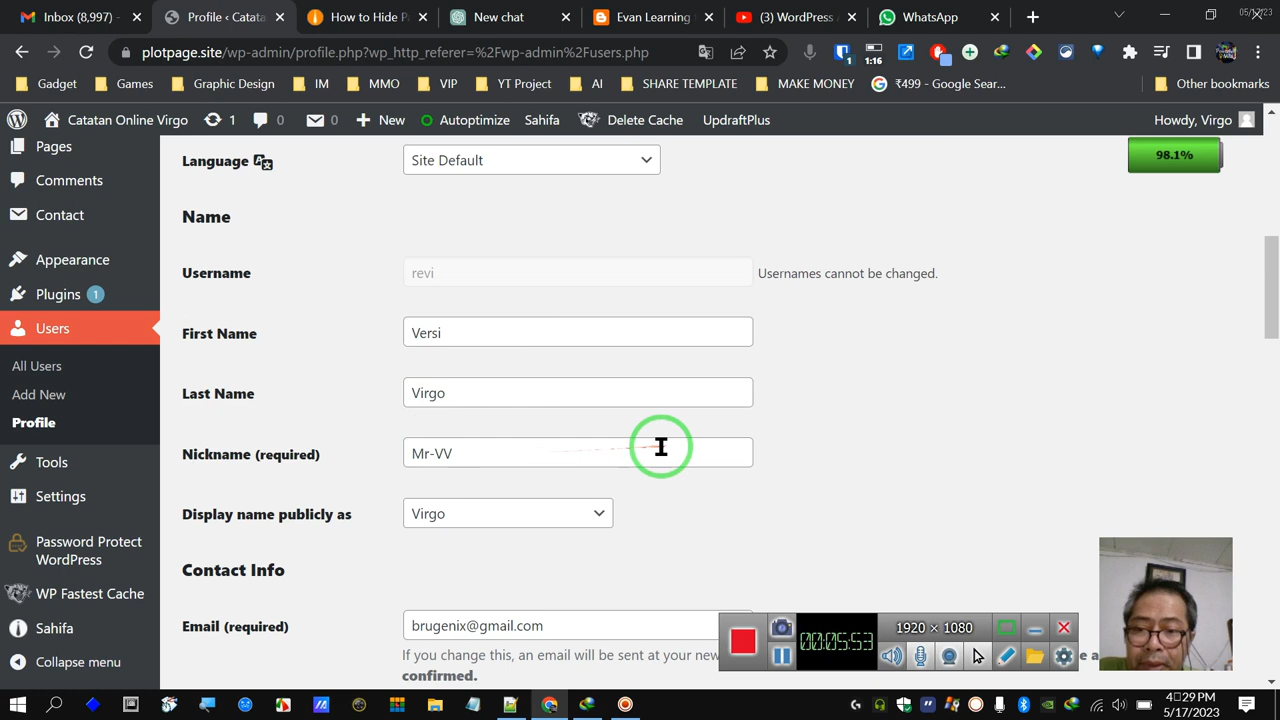 Inbox (8,997)
Profile ‹ Catata
How to Hide P
New chat
Evan Learning
(3) WordPress
WhatsApp
plotpage.site/wp-admin/profile.php?wp_http_referer=%2Fwp-admin%2Fusers.php
1
1:16
Gadget
Games
Graphic Design
IM
MMO
VIP
YT Project
AI
SHARE TEMPLATE
MAKE MONEY
₹499 - Google Sear...
Other bookmarks
Catatan Online Virgo
1
0
0
New
Autoptimize
Sahifa
Delete Cache
UpdraftPlus
Howdy, Virgo
Pages
Comments
Contact
Appearance
Plugins 1
Users
All Users
Add New
Profile
Tools
Settings
Password Protect
WordPress
WP Fastest Cache
Sahifa
Collapse menu
Language
Site Default
98.1%
Name
Username
revi
Usernames cannot be changed.
First Name
Versi
Last Name
Virgo
Nickname (required)
Mr-VV
Display name publicly as
Virgo
Contact Info
Email (required)
brugenix@gmail.com
If you change this, an email will be sent at your new
confirmed.
00:05:53
1920 × 1080
4:29 PM
5/17/2023